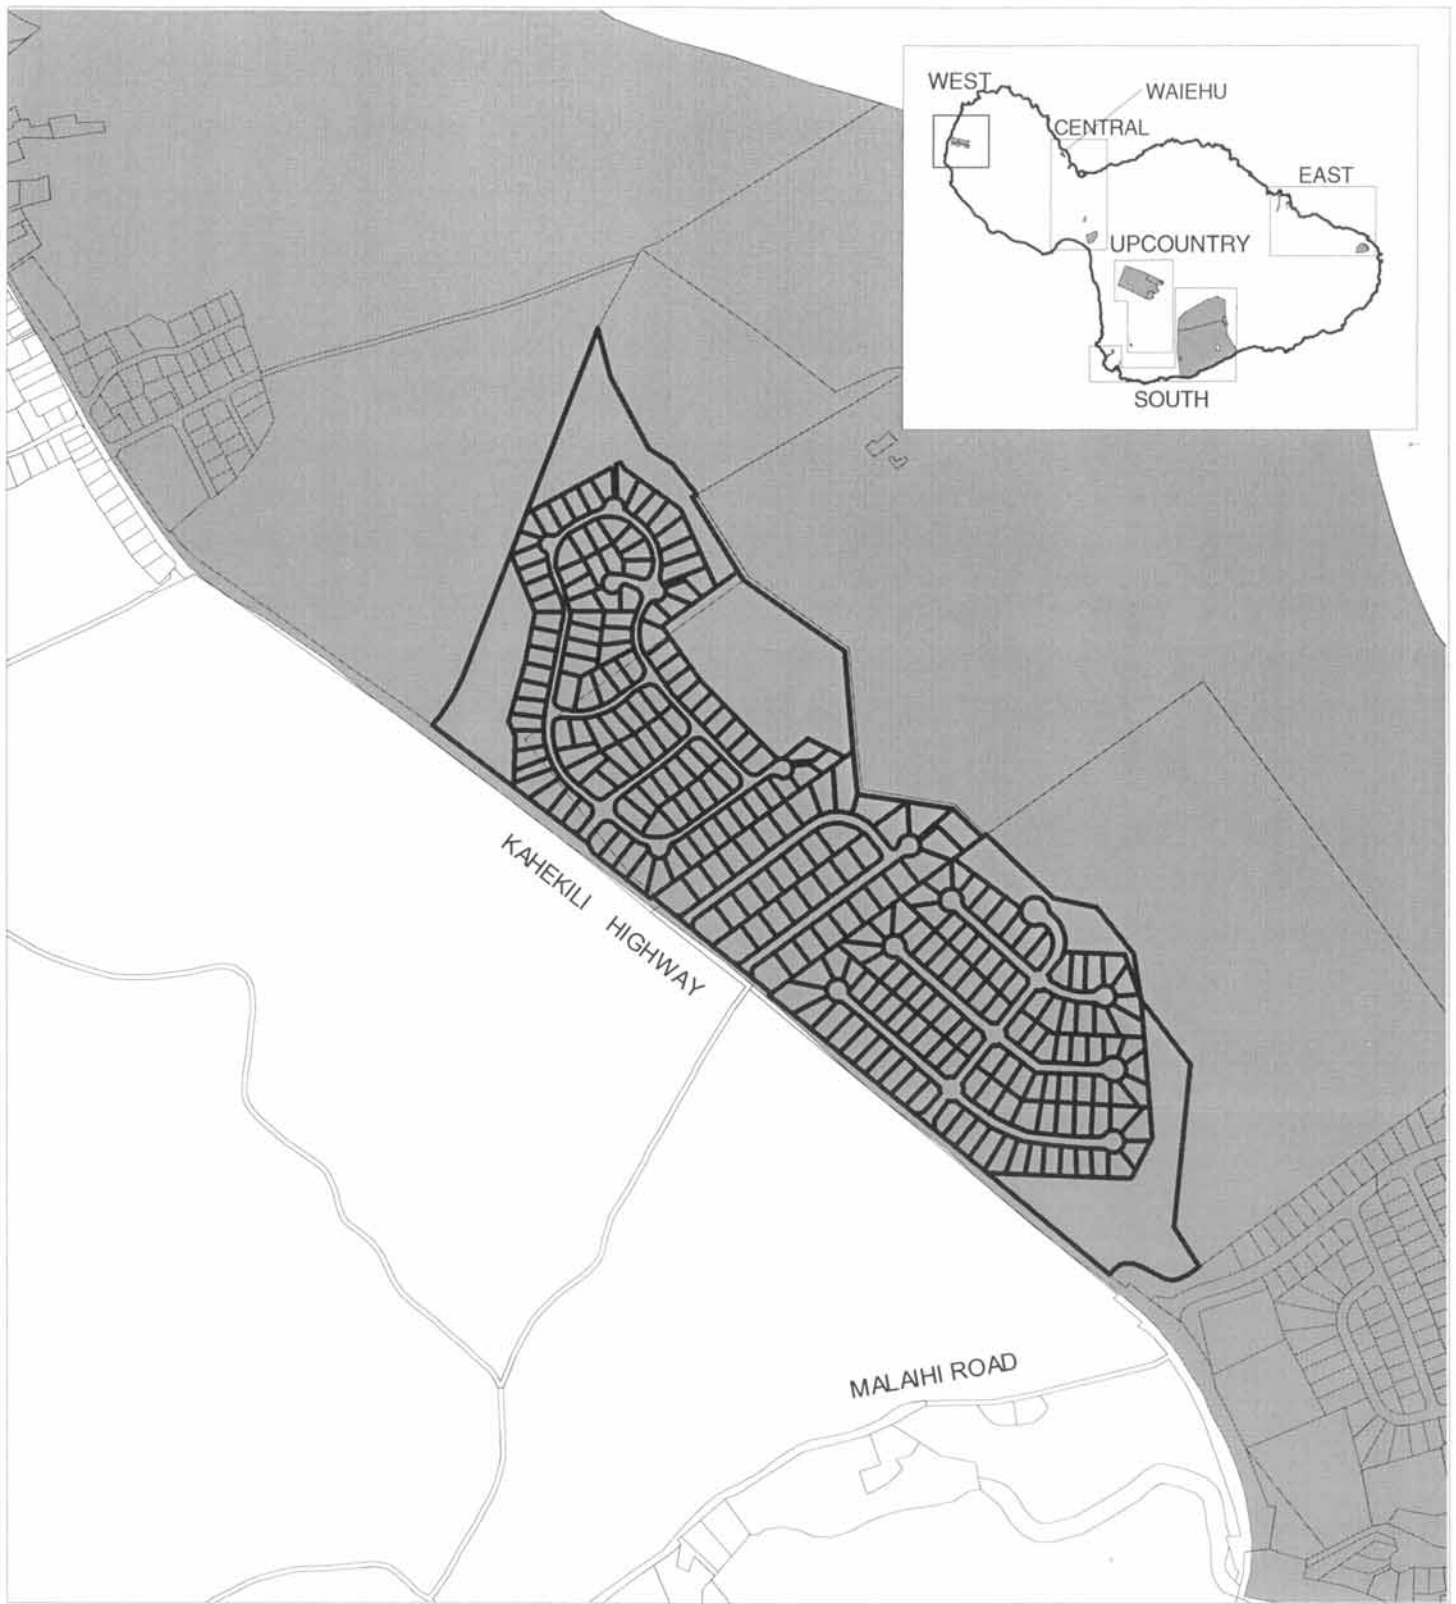 WEST
WAIEHU
CENTRAL
EAST
UPCOUNTRY
SOUTH
KAHEKILI HIGHWAY
MALAIHI ROAD